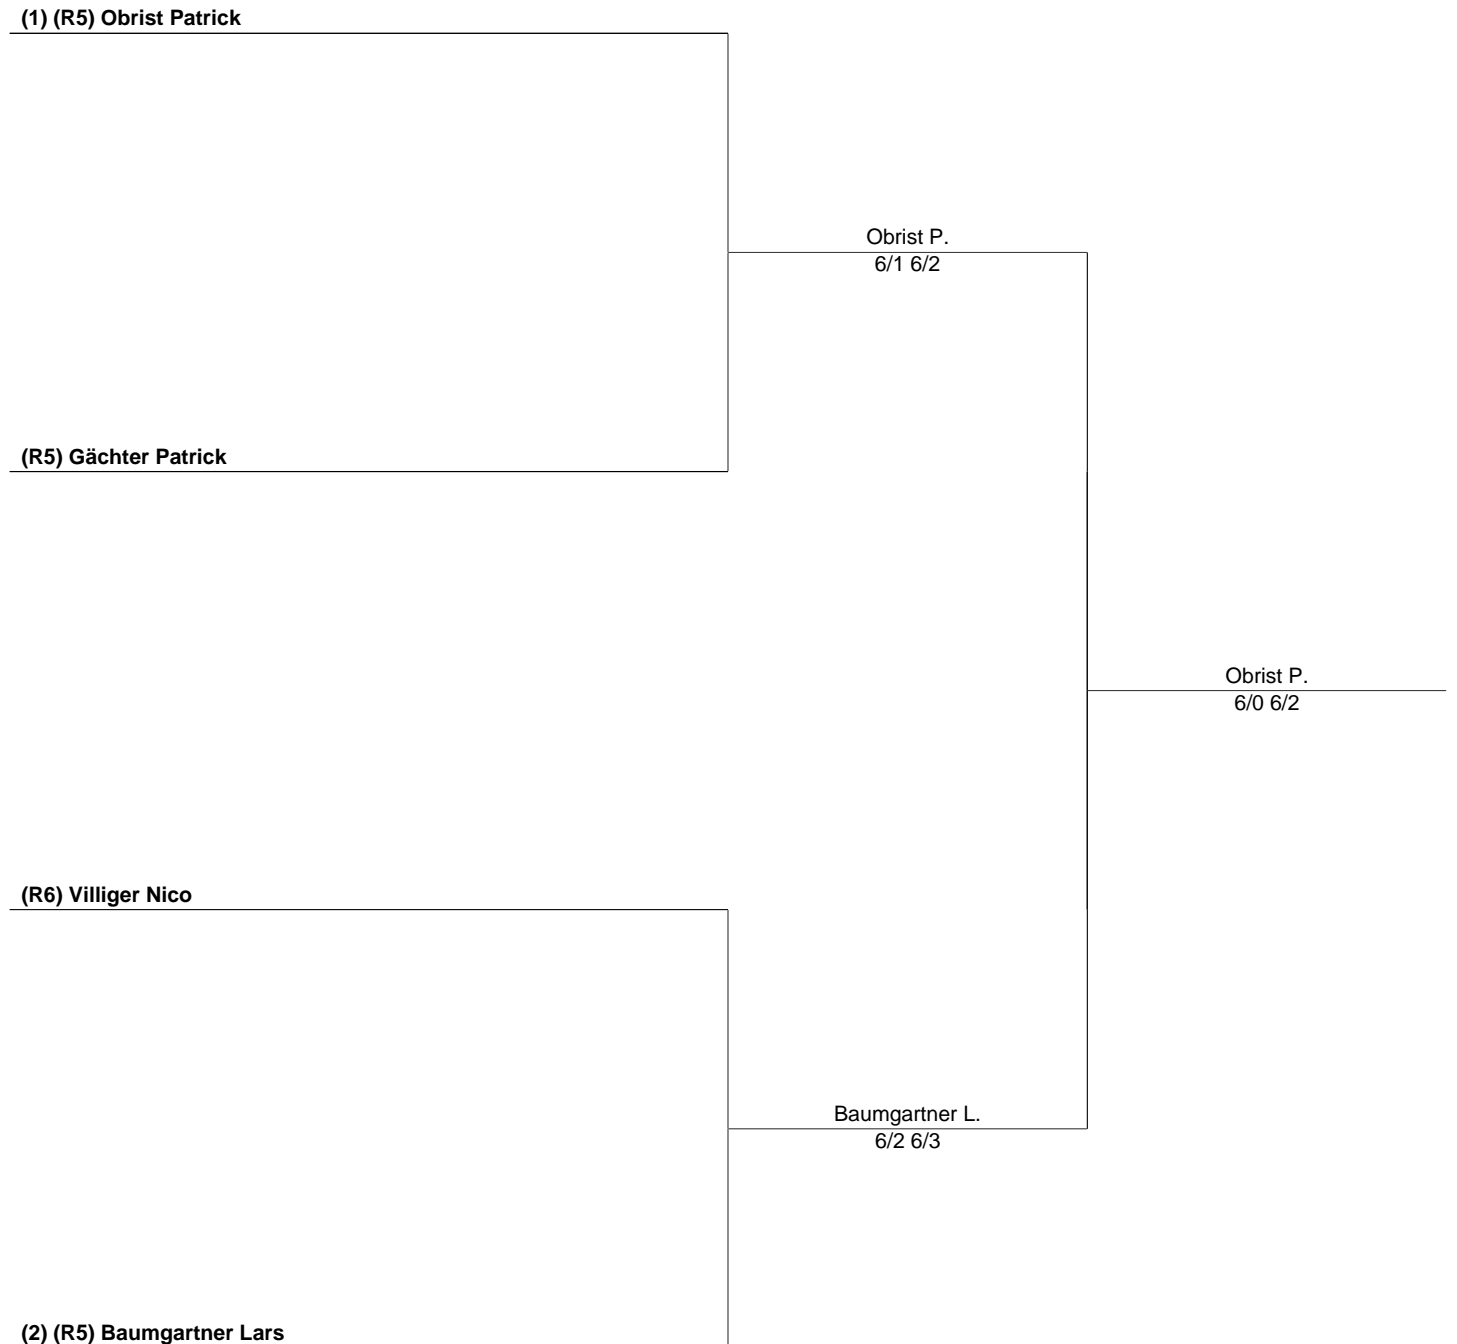 (1) (R5) Obrist Patrick
Obrist P.
6/1 6/2
(R5) Gächter Patrick
Obrist P.
6/0 6/2
(R6) Villiger Nico
Baumgartner L.
6/2 6/3
(2) (R5) Baumgartner Lars